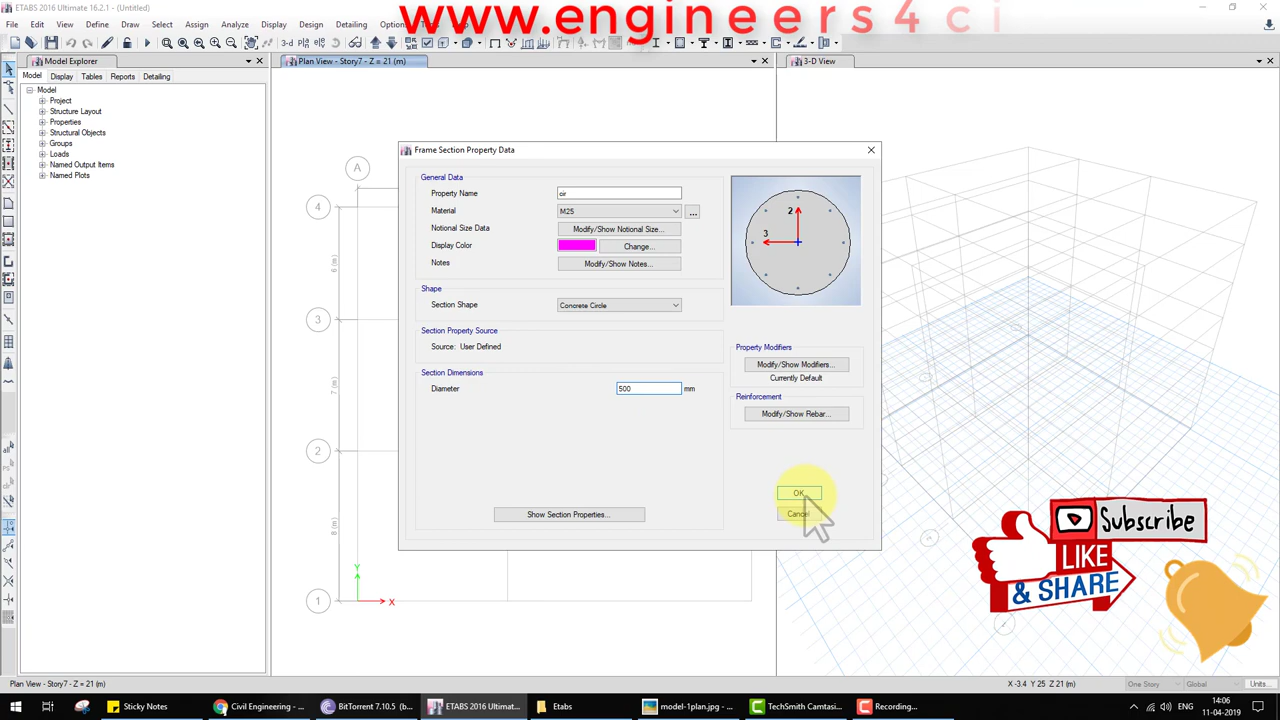 ETABS Ultimate 16.2.1 - (Untitled)
www.engineers4ci
File Edit View Define Draw Select Assign Analyze Display Design Detailing Options
3-d
Model Explorer
Plan View - Story7 - Z = 21 (m)
3-D View
Model Display Tables Reports Detailing
Model
Project
Structure Layout
Properties
Structural Objects
Groups
Loads
Named Output Items
Named Plots
A
4
3
2
1
6 (m)
7 (m)
8 (m)
Y
X
Frame Section Property Data
General Data
Property Name cir
Material M25 ...
Notional Size Data Modify/Show Notional Size...
Display Color Change...
Notes Modify/Show Notes...
Shape
Section Shape Concrete Circle
Section Property Source
Source: User Defined
Section Dimensions
Diameter 500 mm
Show Section Properties...
2
3
Property Modifiers
Modify/Show Modifiers...
Currently Default
Reinforcement
Modify/Show Rebar...
OK
Cancel
Subscribe
LIKE
& SHARE
Plan View - Story7 - Z = 21 (m)
X -3.4 Y 25 Z 21 (m)
One Story Global Units...
Sticky Notes
Civil Engineering - ...
BitTorrent 7.10.5 (b...
ETABS 2016 Ultimat...
Etabs
model-1plan.jpg - ...
TechSmith Camtasi...
Recording...
14:06
11-04-2019